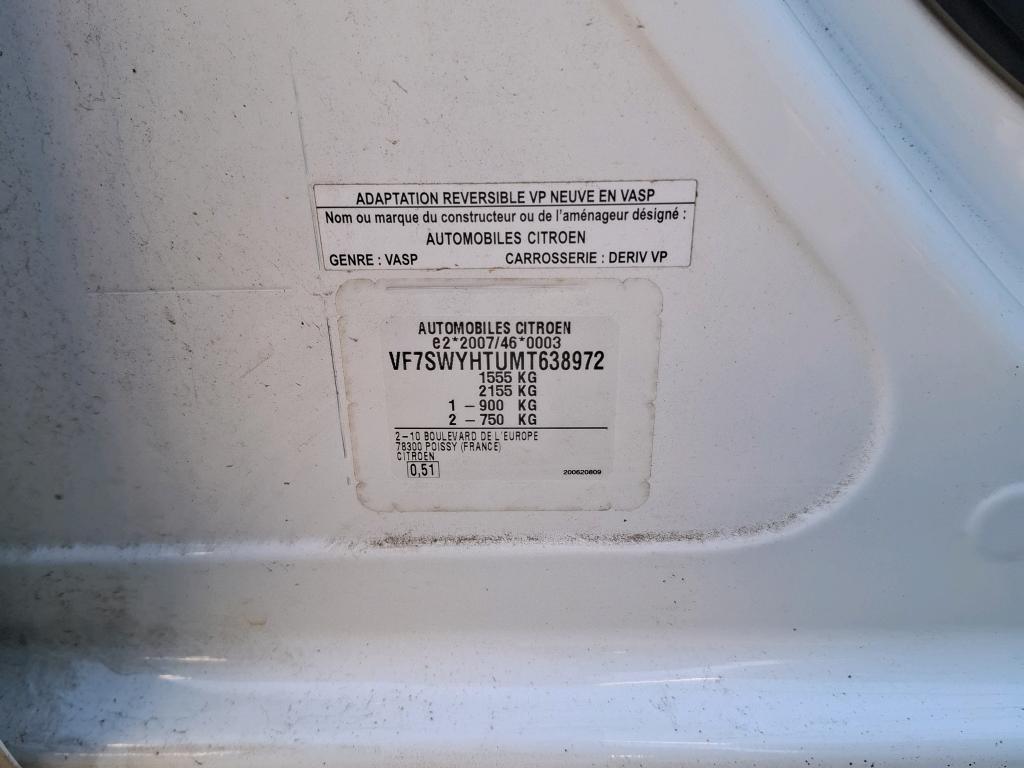 ADAPTATION REVERSIBLE VP NEUVE EN VASP
Nom ou marque du constructeur ou de l'aménageur désigné :
AUTOMOBILES CITROEN
GENRE : VASP CARROSSERIE : DERIV VP
AUTOMOBILES CITROEN
e2*2007/46*0003
VF7SWYHTUMT638972
1555 KG
2155 KG
1 – 900 KG
2 – 750 KG
2–10 BOULEVARD DE L'EUROPE
78300 POISSY (FRANCE)
CITROEN
0,51 200620809